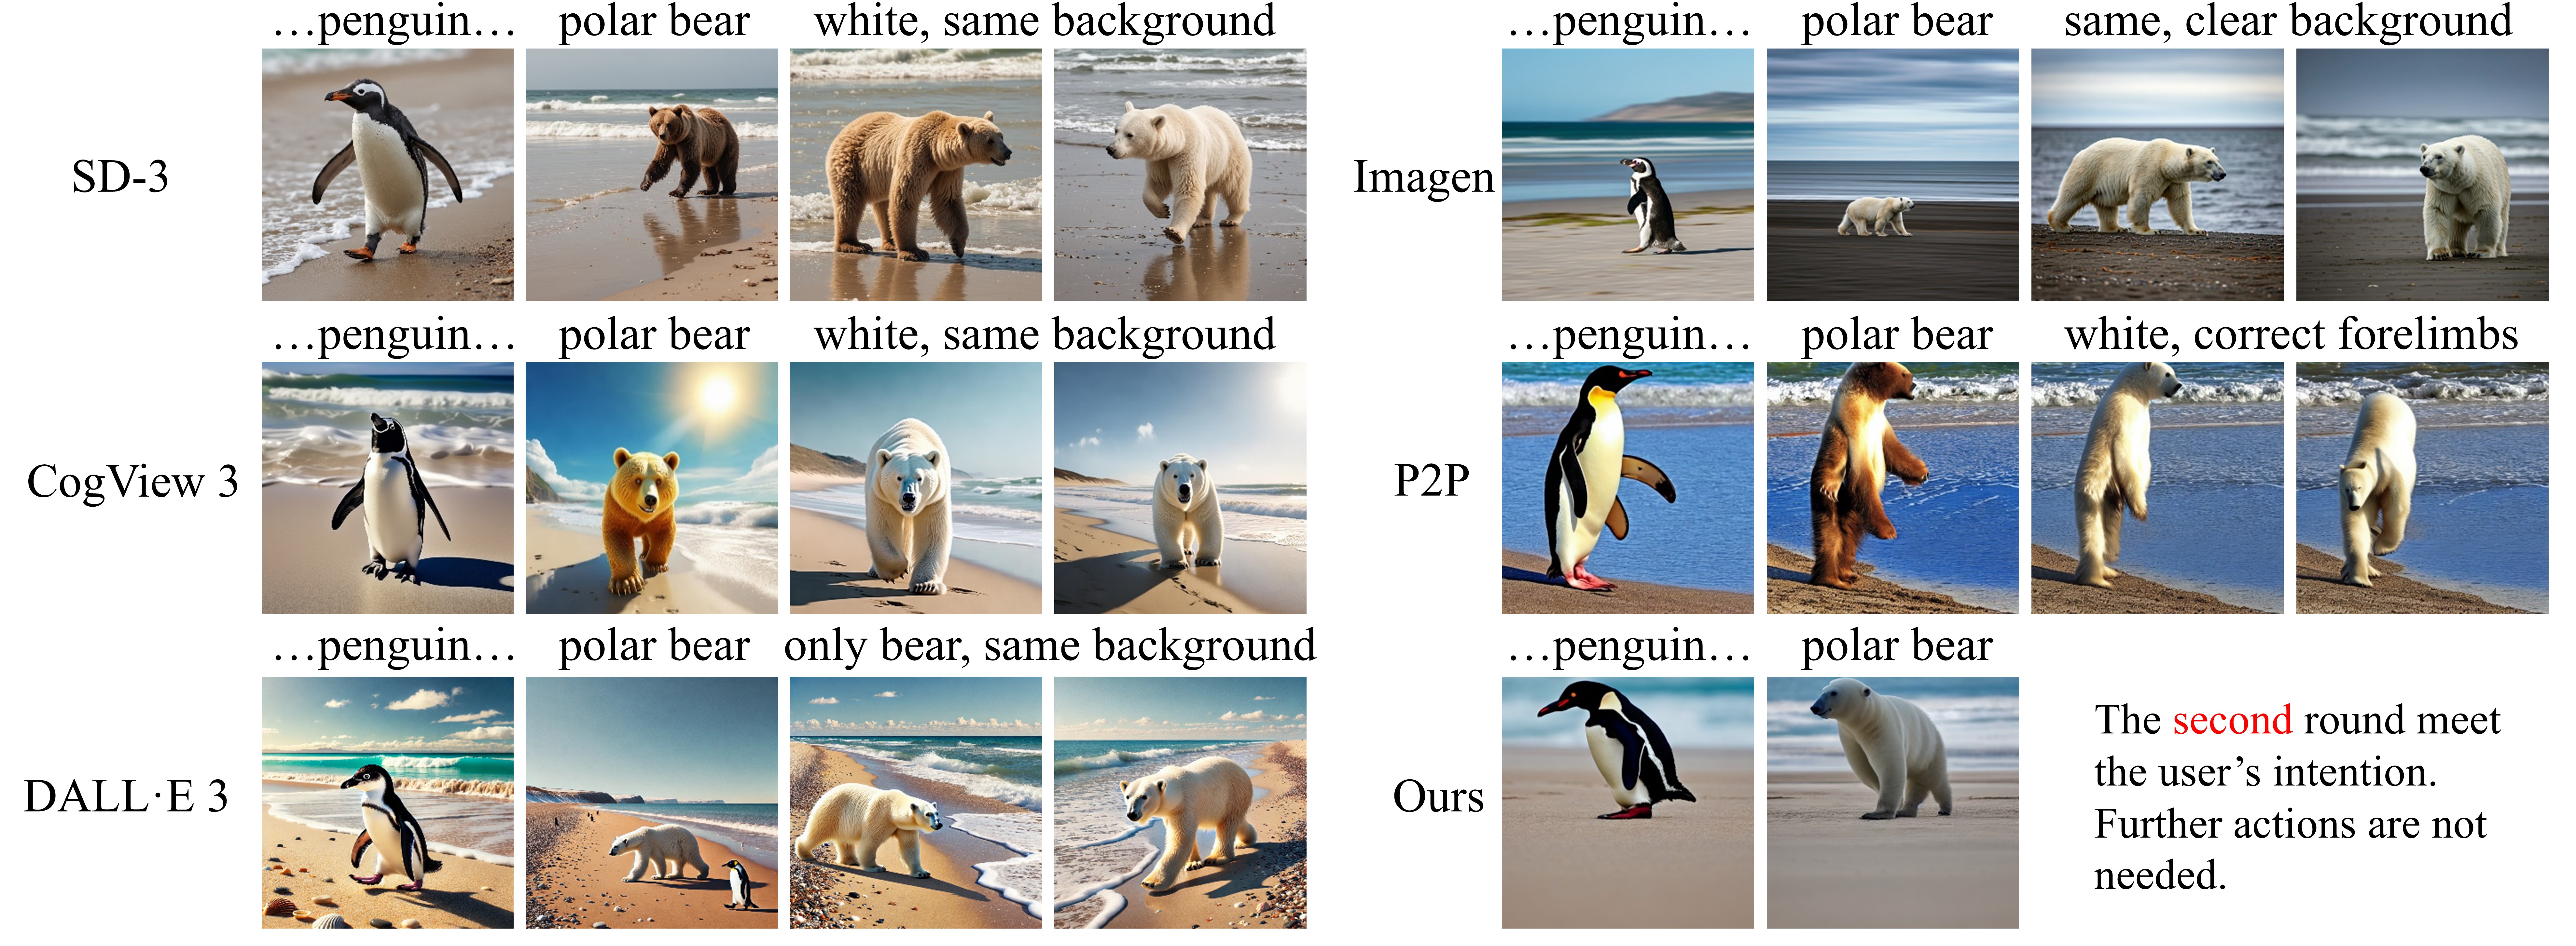 …penguin… polar bear white, same background
SD-3
…penguin… polar bear same, clear background
Imagen
…penguin… polar bear white, same background
CogView 3
…penguin… polar bear white, correct forelimbs
P2P
…penguin… polar bear only bear, same background
DALL·E 3
…penguin… polar bear
Ours
The second round meet
the user’s intention.
Further actions are not
needed.